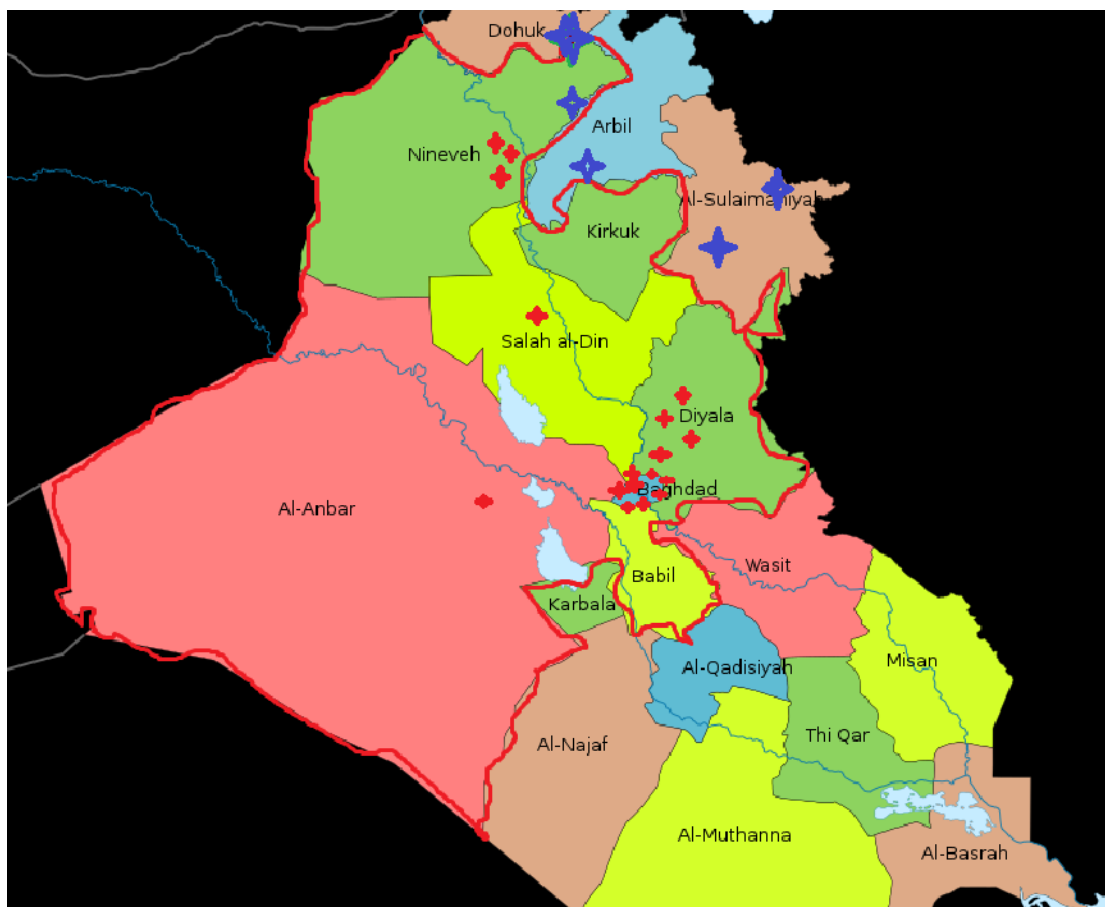 Dohuk
Arbil
Nineveh
Al-Sulaimaniyah
Kirkuk
Salah al-Din
Diyala
Baghdad
Al-Anbar
Wasit
Babil
Karbala
Al-Qadisiyah
Misan
Thi Qar
Al-Najaf
Al-Muthanna
Al-Basrah